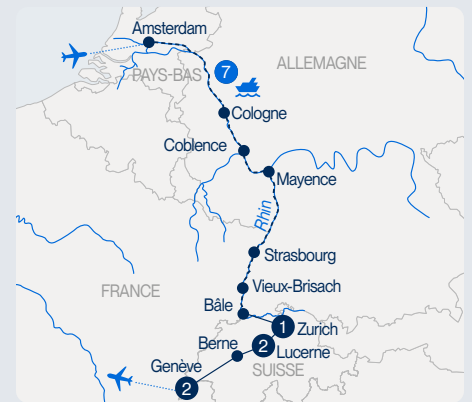 Amsterdam
ALLEMAGNE
7
PAYS-BAS
Cologne
Coblence
Mayence
Rhin
Strasbourg
Vieux-Brisach
FRANCE
Bâle
1 Zurich
Berne
2 Lucerne
Genève
SUISSE
2